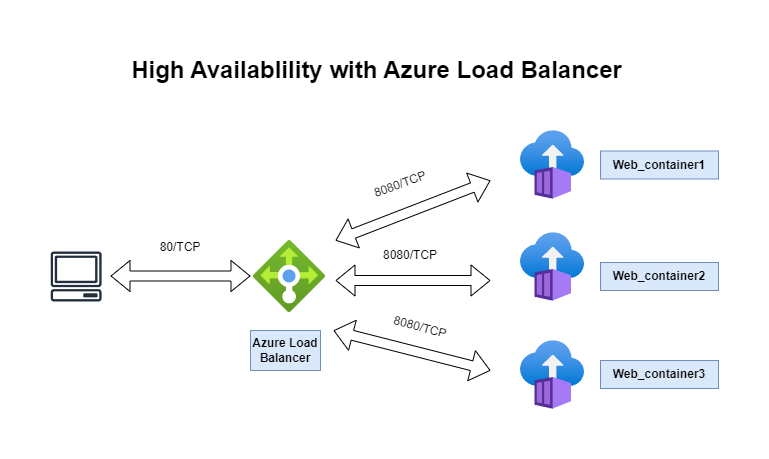 High Availablility with Azure Load Balancer
8080/TCP
Web_container1
80/TCP
8080/TCP
Web_container2
8080/TCP
Azure Load
Balancer
Web_container3